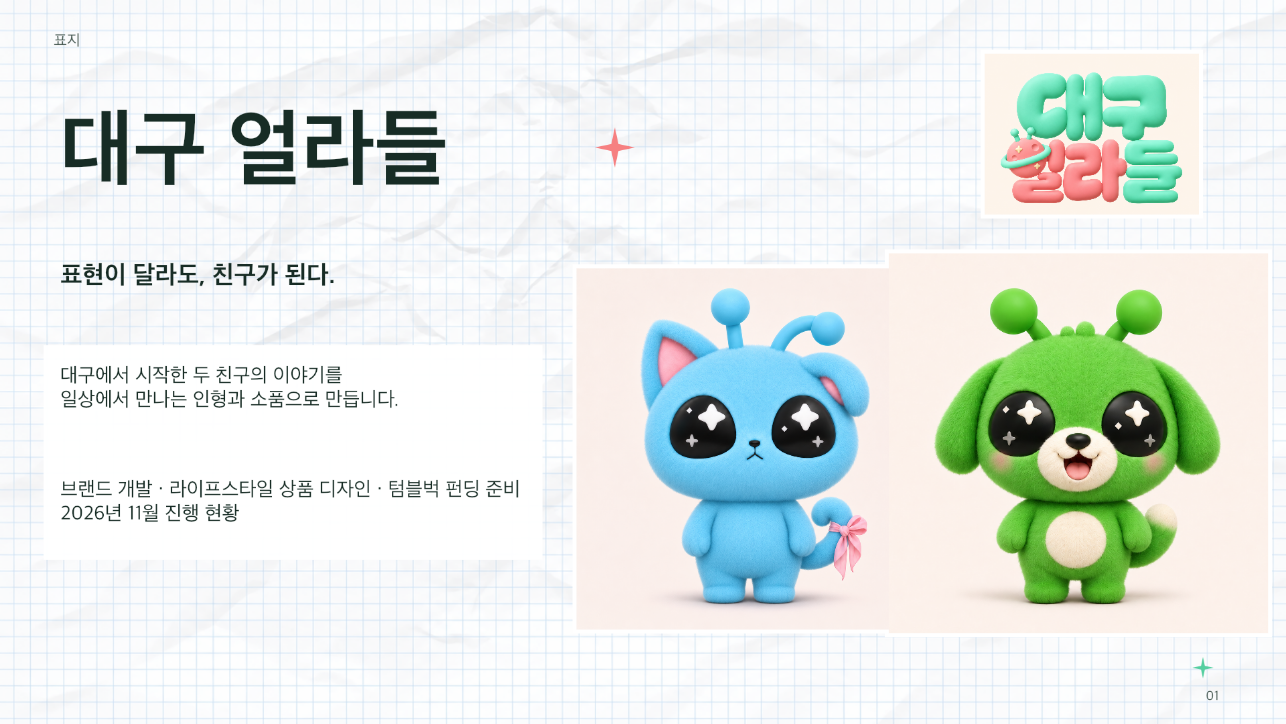 표지
대구
얼라들
대구 얼라들
표현이 달라도, 친구가 된다.
대구에서 시작한 두 친구의 이야기를
일상에서 만나는 인형과 소품으로 만듭니다.
브랜드 개발 · 라이프스타일 상품 디자인 · 텀블벅 펀딩 준비
2026년 11월 진행 현황
01